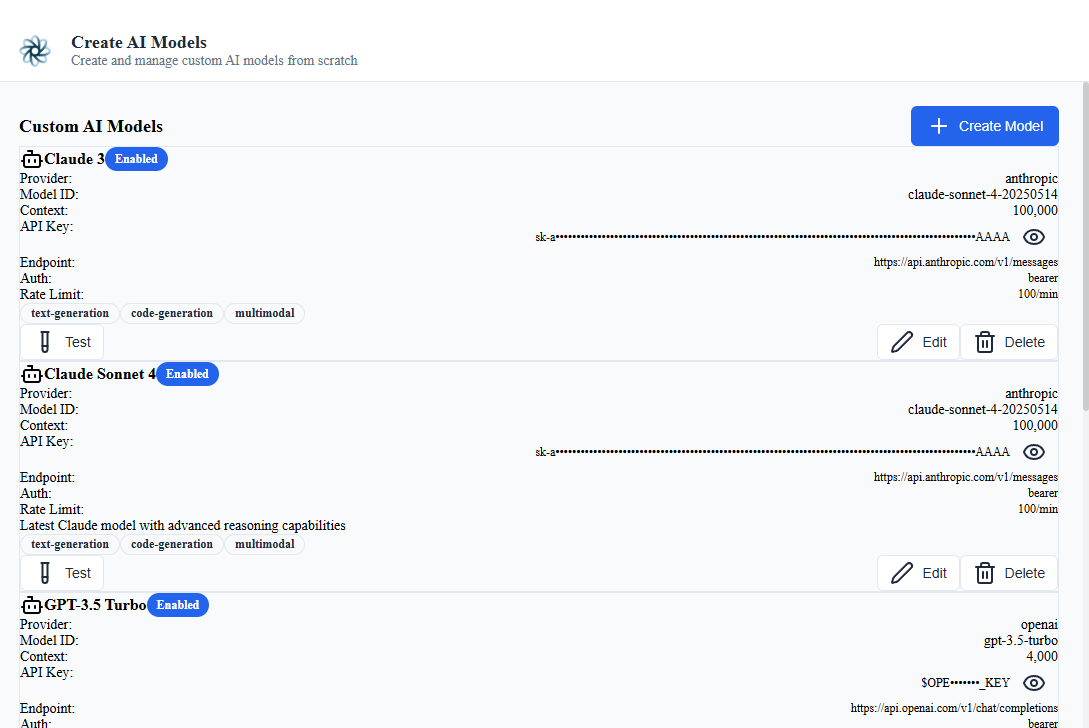 Create AI Models
Create and manage custom AI models from scratch
Custom AI Models
Create Model
Claude 3 Enabled
Provider: anthropic
Model ID: claude-sonnet-4-20250514
Context: 100,000
API Key:
sk-a••••••••••••••••••••••••••••••••••••••••••••••••••••••••••••••••••••••••••••••••••••••••••••••••••••AAAA
Endpoint: https://api.anthropic.com/v1/messages
Auth: bearer
Rate Limit: 100/min
text-generation code-generation multimodal
Test Edit Delete
Claude Sonnet 4 Enabled
Provider: anthropic
Model ID: claude-sonnet-4-20250514
Context: 100,000
API Key:
sk-a••••••••••••••••••••••••••••••••••••••••••••••••••••••••••••••••••••••••••••••••••••••••••••••••••••AAAA
Endpoint: https://api.anthropic.com/v1/messages
Auth: bearer
Rate Limit: 100/min
Latest Claude model with advanced reasoning capabilities
text-generation code-generation multimodal
Test Edit Delete
GPT-3.5 Turbo Enabled
Provider: openai
Model ID: gpt-3.5-turbo
Context: 4,000
API Key:
$OPE•••••••_KEY
Endpoint: https://api.openai.com/v1/chat/completions
Auth: bearer